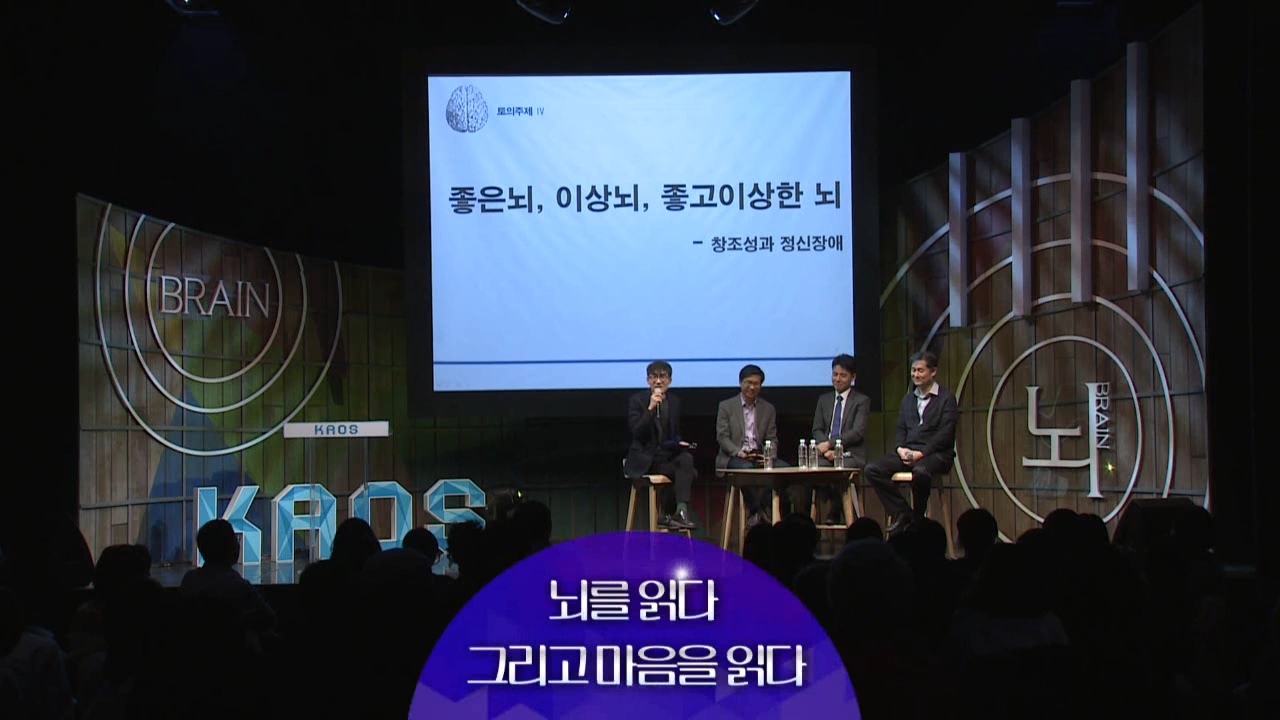 토의주제 IV
좋은뇌, 이상뇌, 좋고이상한 뇌
- 창조성과 정신장애
BRAIN
KAOS
KAOS
뇌
BRAIN
뇌를 읽다
그리고 마음을 읽다